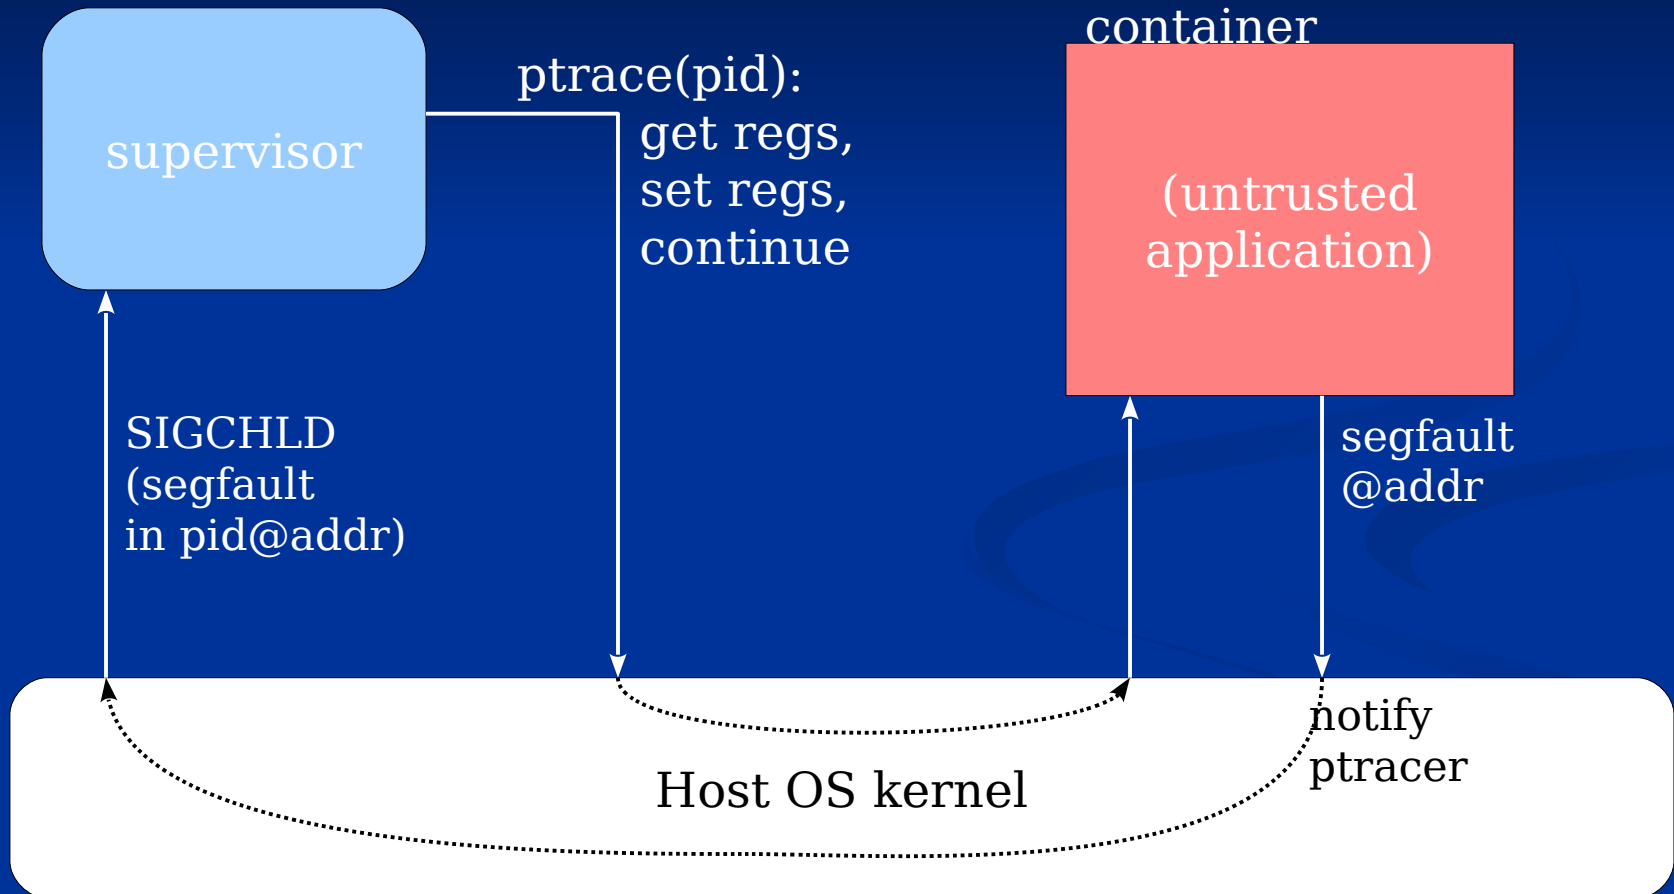 supervisor
ptrace(pid):
get regs,
set regs,
continue
container
(untrusted
application)
SIGCHLD
(segfault
in pid@addr)
segfault
@addr
notify
ptracer
Host OS kernel